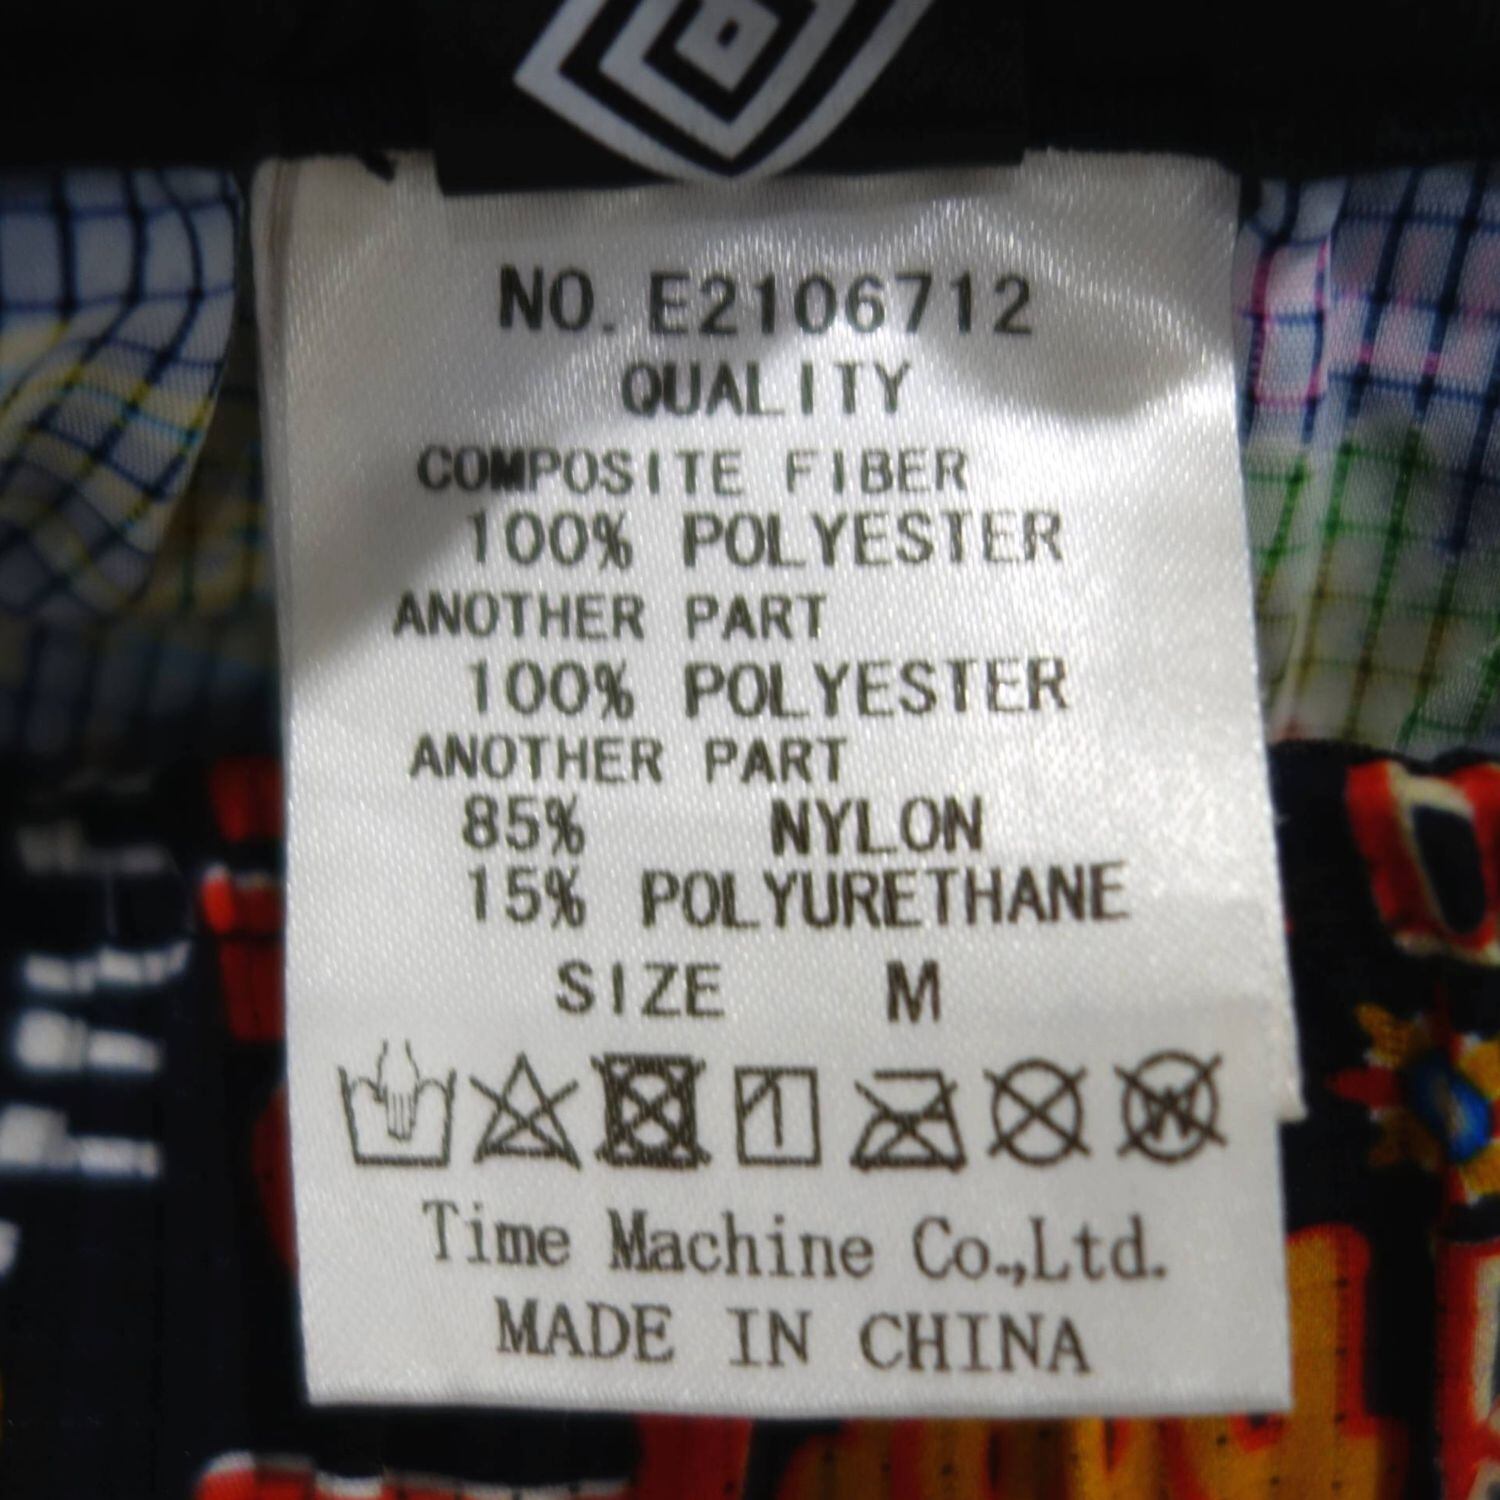 NO. E2106712
QUALITY
COMPOSITE FIBER
100% POLYESTER
ANOTHER PART
100% POLYESTER
ANOTHER PART
85% NYLON
15% POLYURETHANE
SIZE M
W
Time Machine Co.,Ltd.
MADE IN CHINA